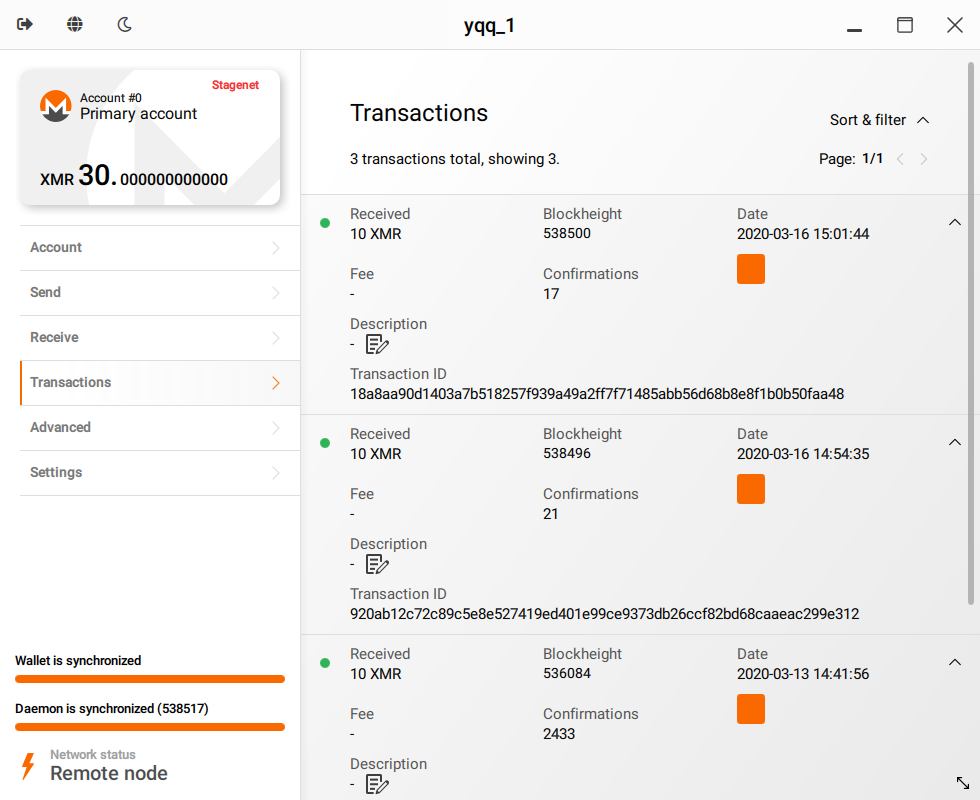 yqq_1
Stagenet
Account #0
Primary account
XMR 30.000000000000
Account
Send
Receive
Transactions
Advanced
Settings
Wallet is synchronized
Daemon is synchronized (538517)
Network status
Remote node
Transactions
Sort & filter
3 transactions total, showing 3.
Page: 1/1
Received Blockheight Date
10 XMR 538500 2020-03-16 15:01:44
Fee Confirmations
- 17
Description
-
Transaction ID
18a8aa90d1403a7b518257f939a49a2ff7f71485abb56d68b8e8f1b0b50faa48
Received Blockheight Date
10 XMR 538496 2020-03-16 14:54:35
Fee Confirmations
- 21
Description
-
Transaction ID
920ab12c72c89c5e8e527419ed401e99ce9373db26ccf82bd68caaeac299e312
Received Blockheight Date
10 XMR 536084 2020-03-13 14:41:56
Fee Confirmations
- 2433
Description
-